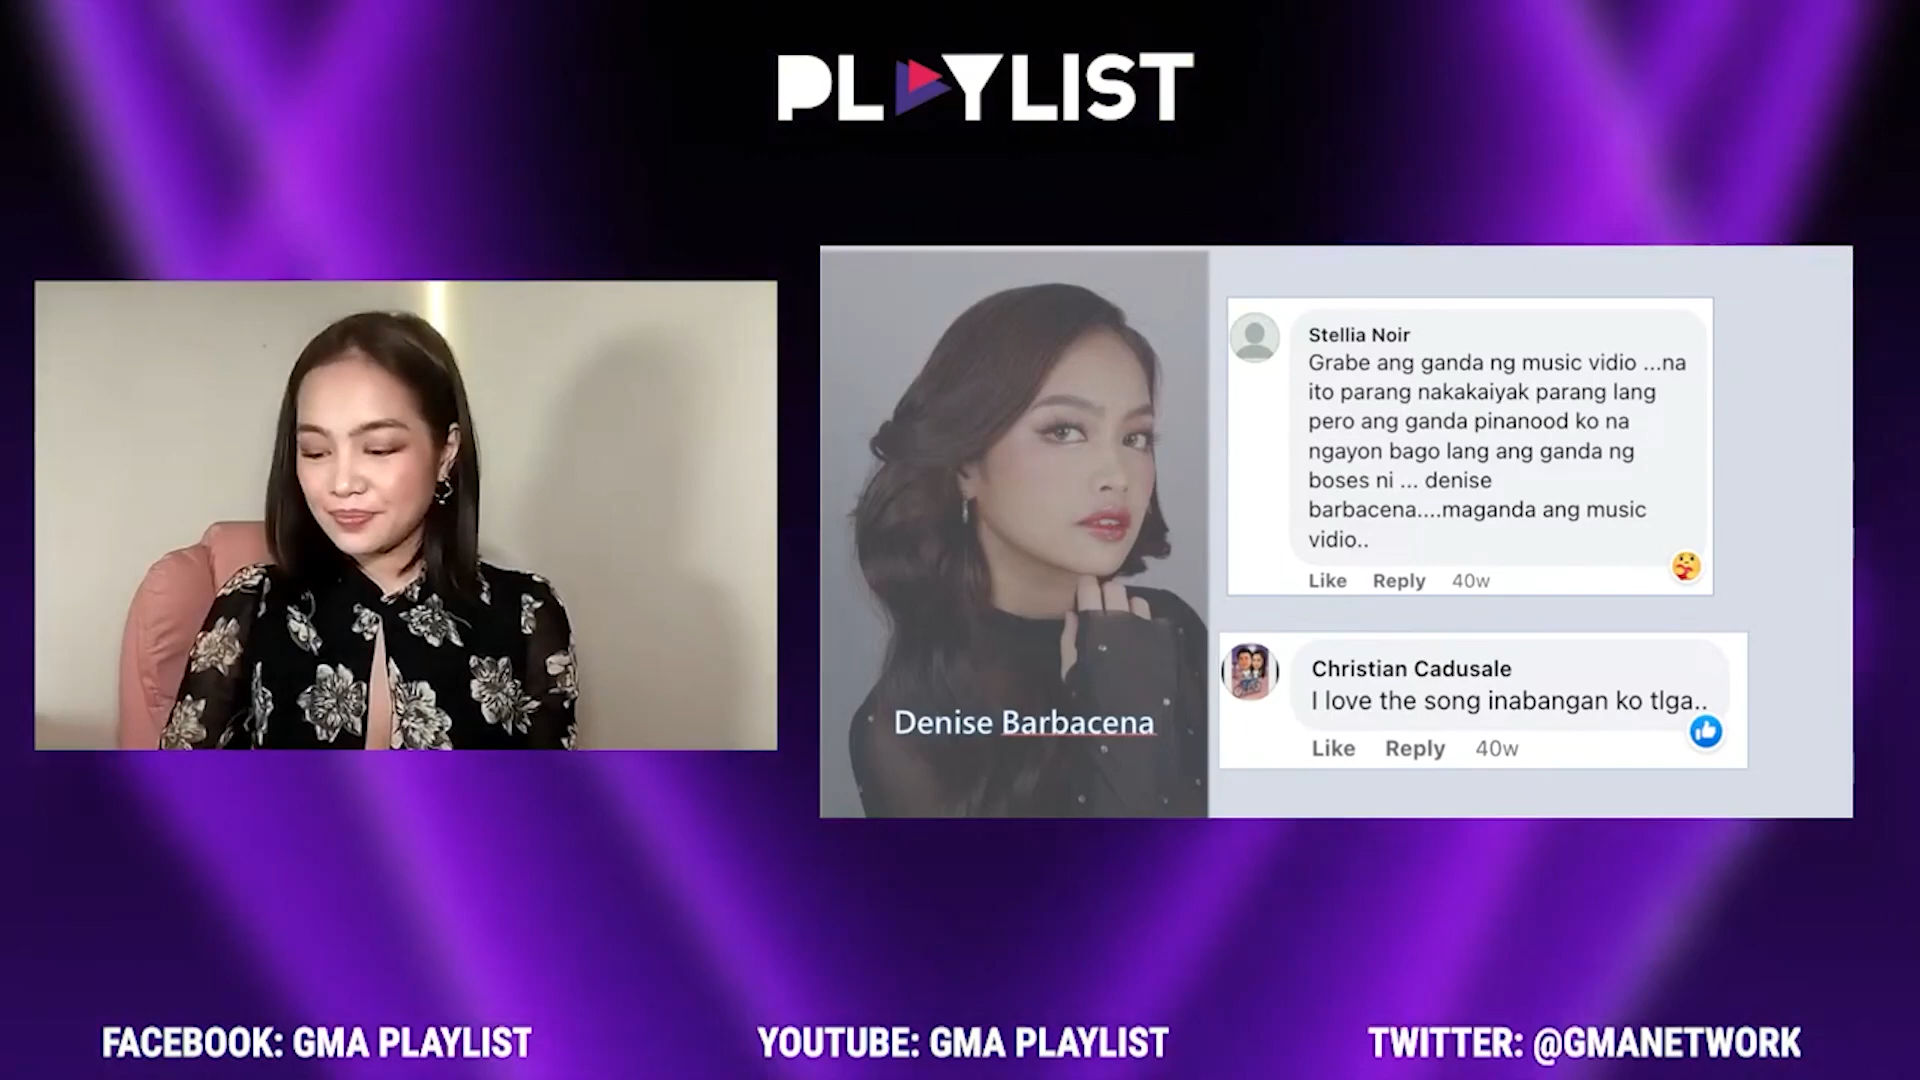 PLAYLIST
Denise Barbacena
Stellia Noir
Grabe ang ganda ng music vidio ...na
ito parang nakakaiyak parang lang
pero ang ganda pinanood ko na
ngayon bago lang ang ganda ng
boses ni ... denise
barbacena....maganda ang music
vidio..
Like Reply 40w
Christian Cadusale
I love the song inabangan ko tlga..
Like Reply 40w
FACEBOOK: GMA PLAYLIST
YOUTUBE: GMA PLAYLIST
TWITTER: @GMANETWORK